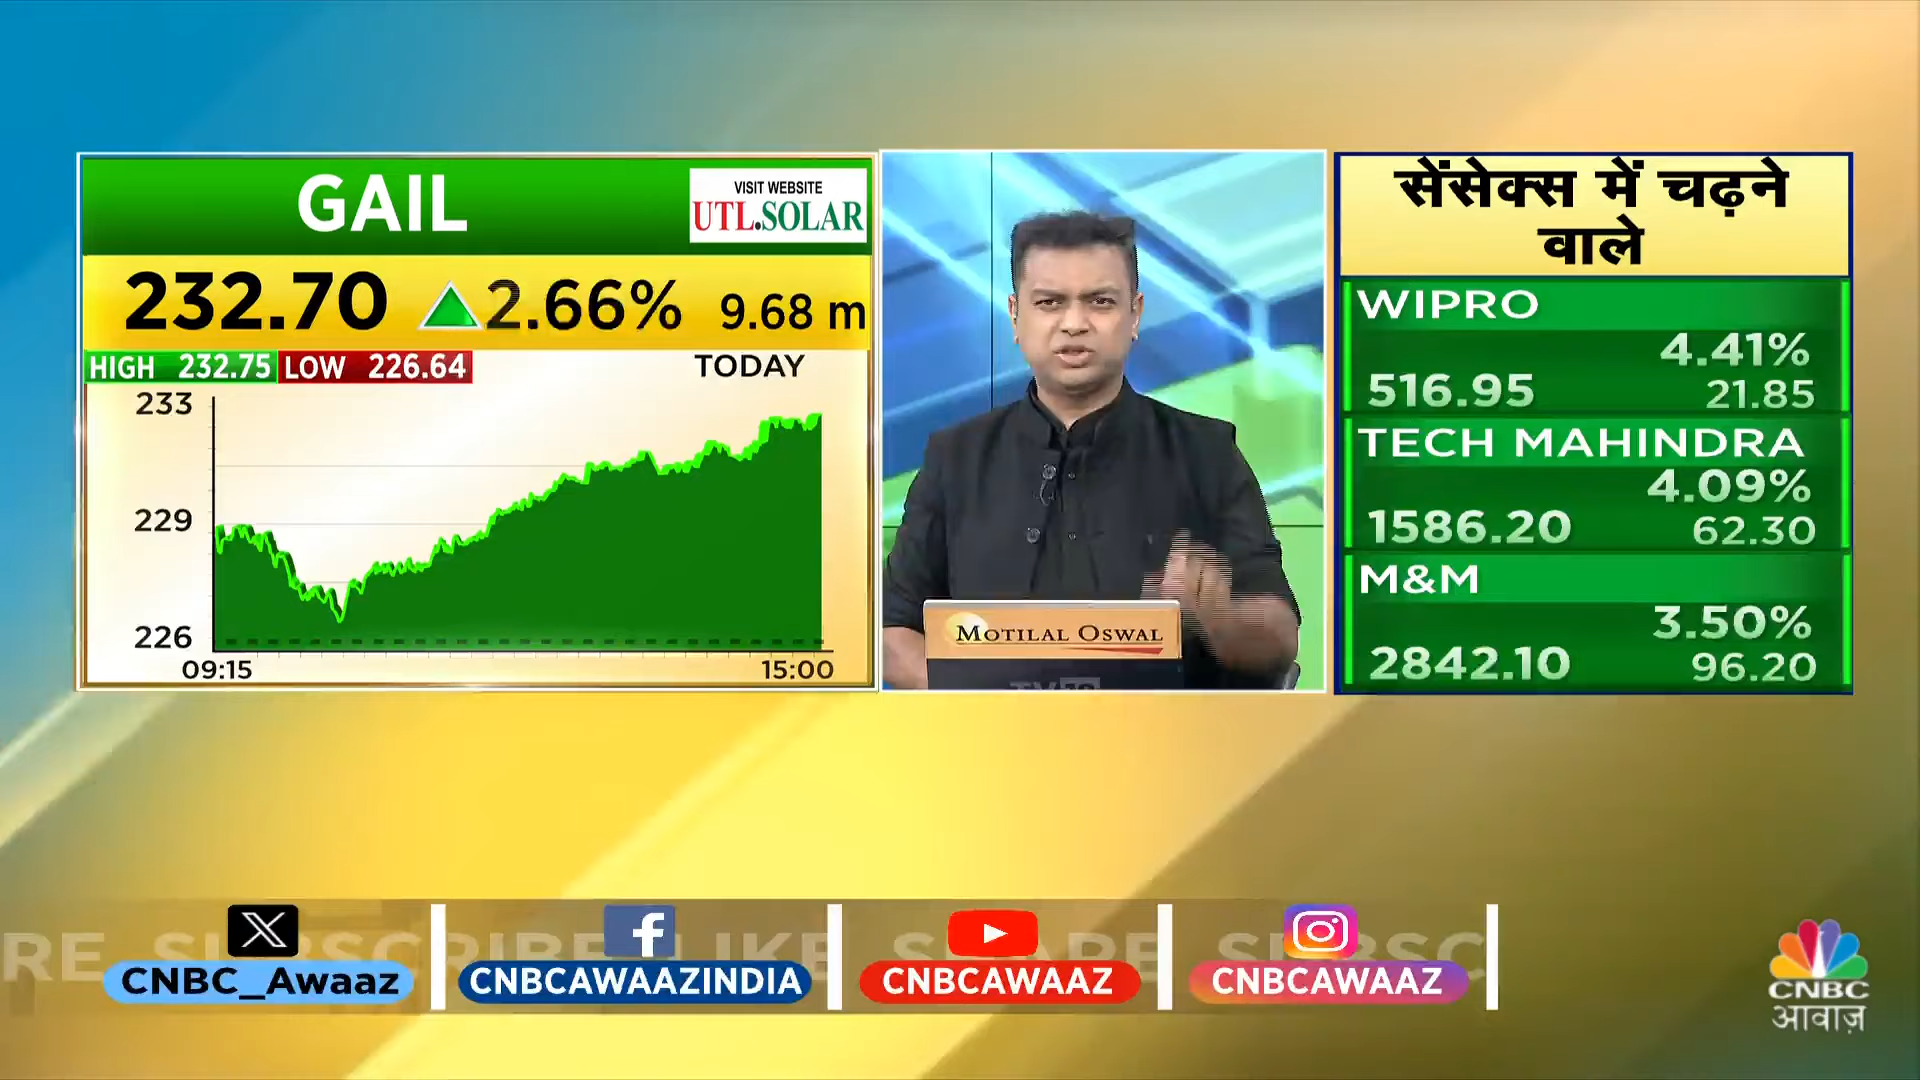 GAIL
VISIT WEBSITE
UTL.SOLAR
232.70 2.66% 9.68 m
HIGH 232.75 LOW 226.64 TODAY
233
229
226
09:15 15:00
MOTILAL OSWAL
सेंसेक्स में चढ़ने
वाले
WIPRO
4.41%
516.95 21.85
TECH MAHINDRA
4.09%
1586.20 62.30
M&M
3.50%
2842.10 96.20
CNBC_Awaaz
CNBCAWAAZINDIA
CNBCAWAAZ
CNBCAWAAZ
CNBC
आवाज़